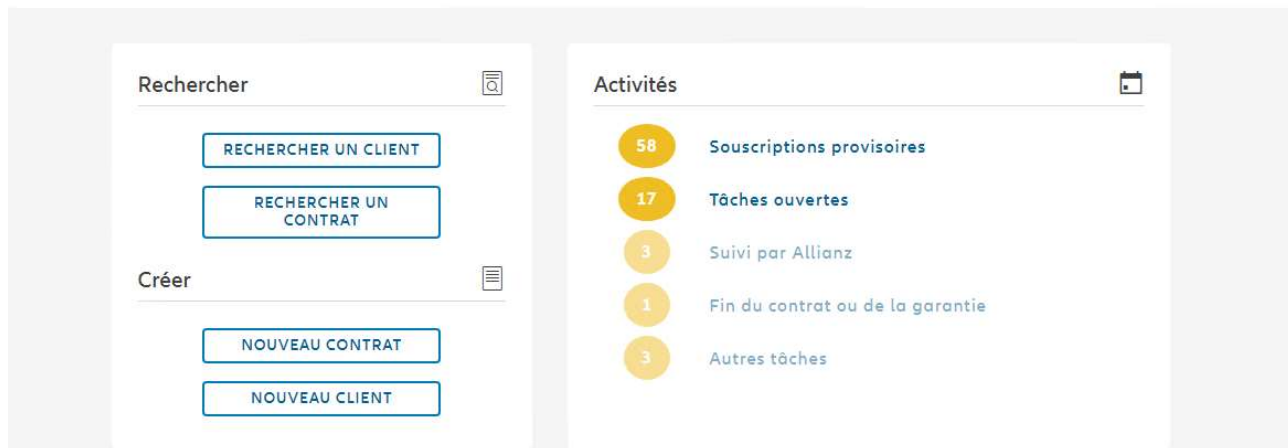 Rechercher
RECHERCHER UN CLIENT
RECHERCHER UN
CONTRAT
Créer
NOUVEAU CONTRAT
NOUVEAU CLIENT
Activités
58 Souscriptions provisoires
17 Tâches ouvertes
3 Suivi par Allianz
1 Fin du contrat ou de la garantie
3 Autres tâches